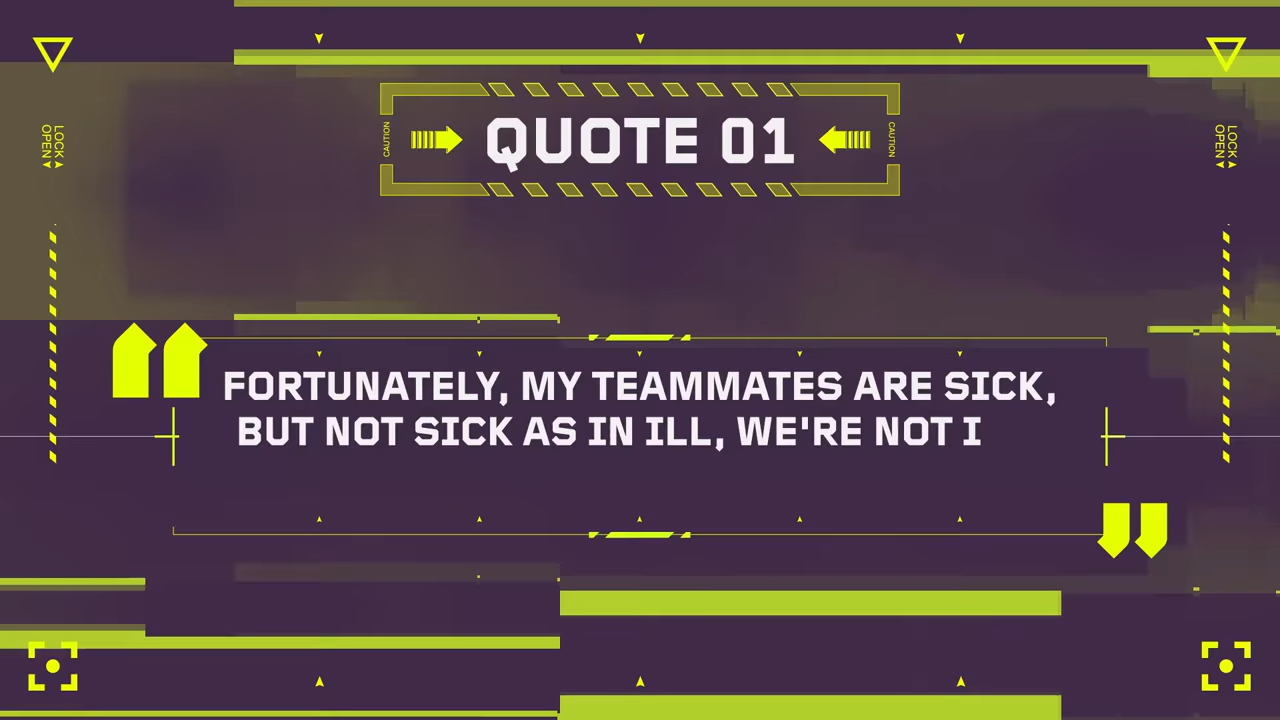 QUOTE 01
CAUTION
CAUTION
LOCK
OPEN
LOCK
OPEN
FORTUNATELY, MY TEAMMATES ARE SICK,
BUT NOT SICK AS IN ILL, WE'RE NOT I